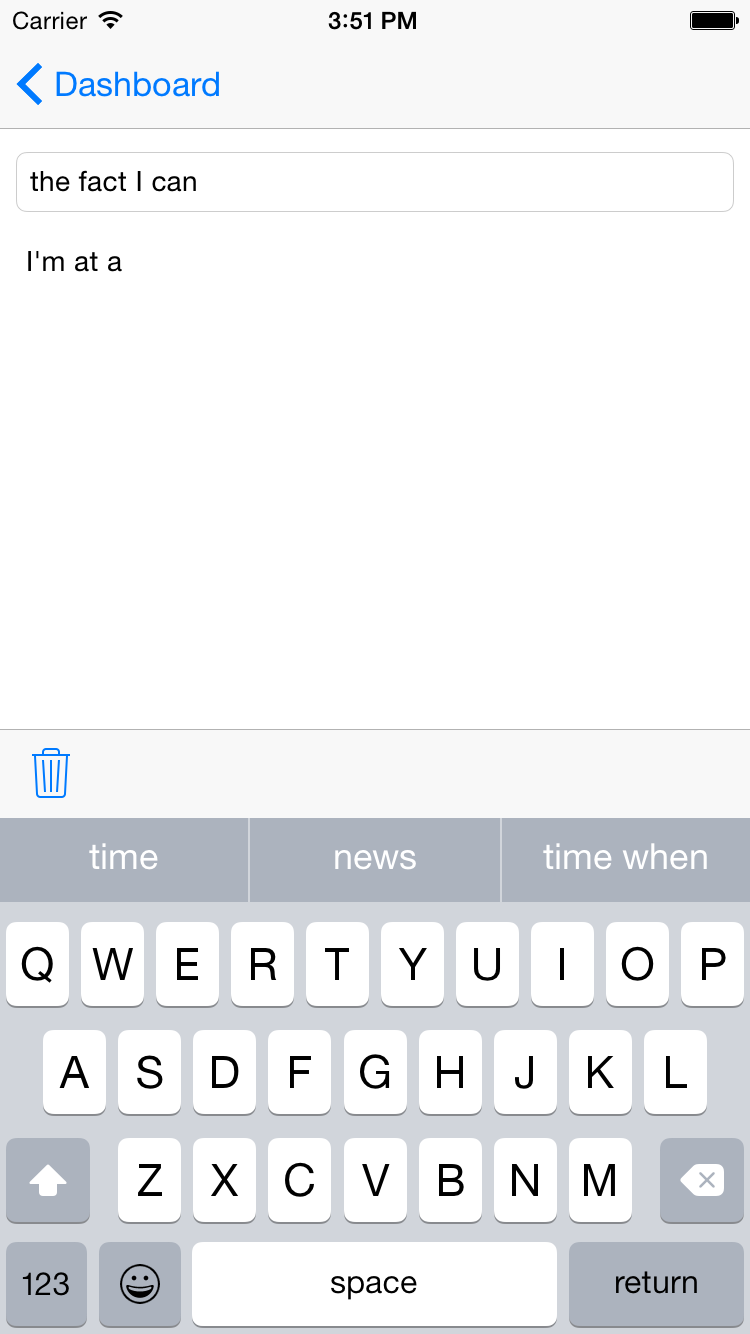 Carrier 3:51 PM
Dashboard
the fact I can
I'm at a
time news time when
Q W E R T Y U I O P
A S D F G H J K L
Z X C V B N M
123 space return